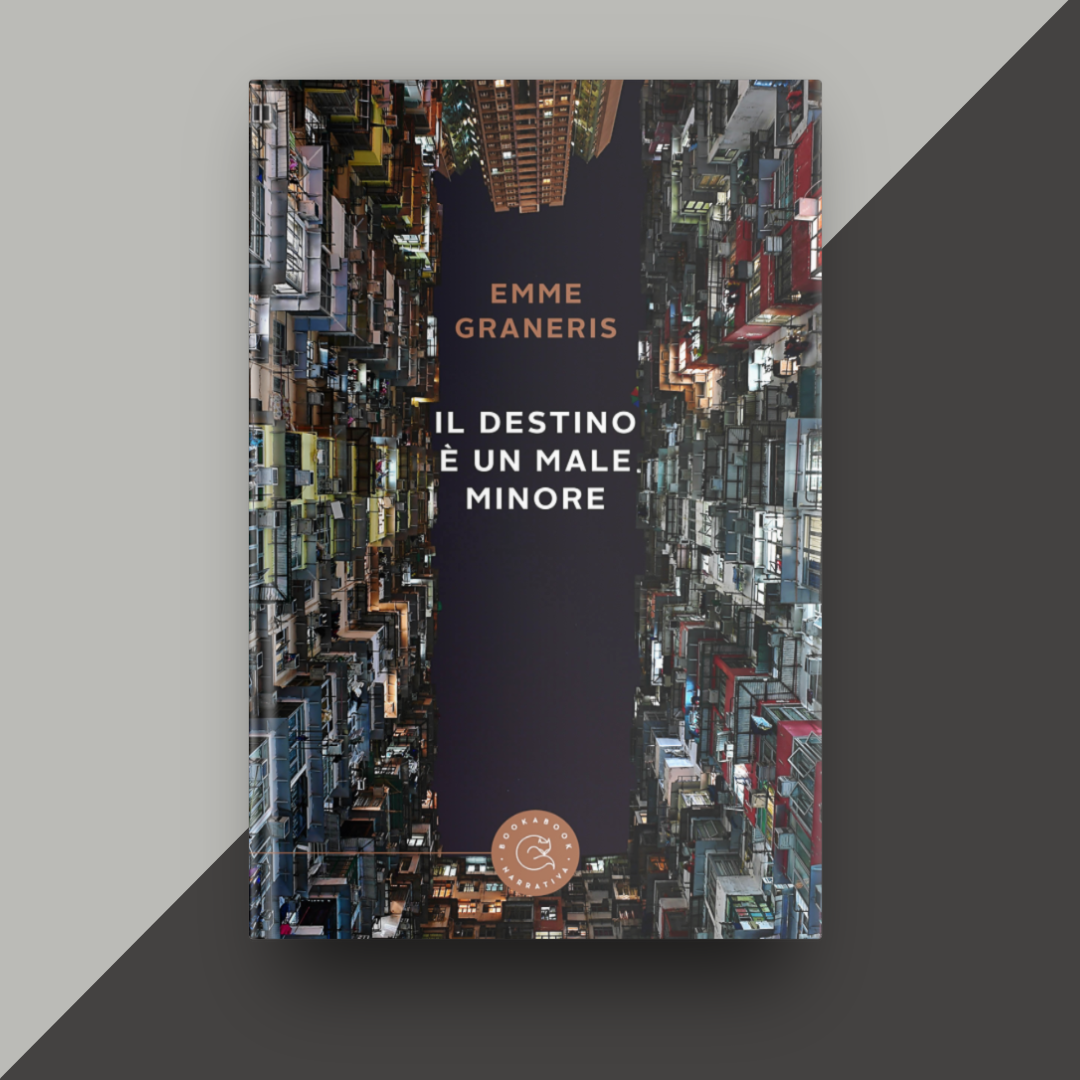 EMME
GRANERIS
IL DESTINO
È UN MALE
MINORE
BOOKABOOK
NARRATIVA